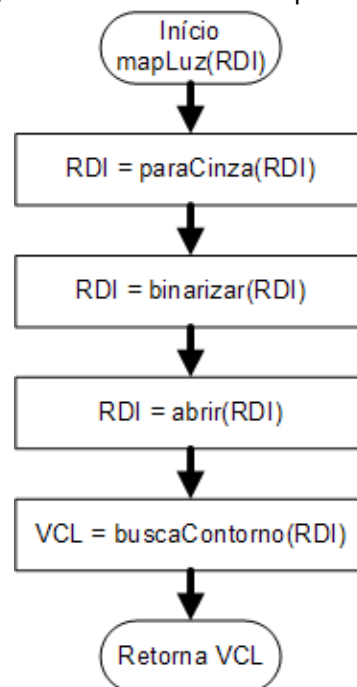 Início
mapLuz(RDI)
RDI = paraCinza(RDI)
RDI = binarizar(RDI)
RDI = abrir(RDI)
VCL = buscaContorno(RDI)
Retorna VCL